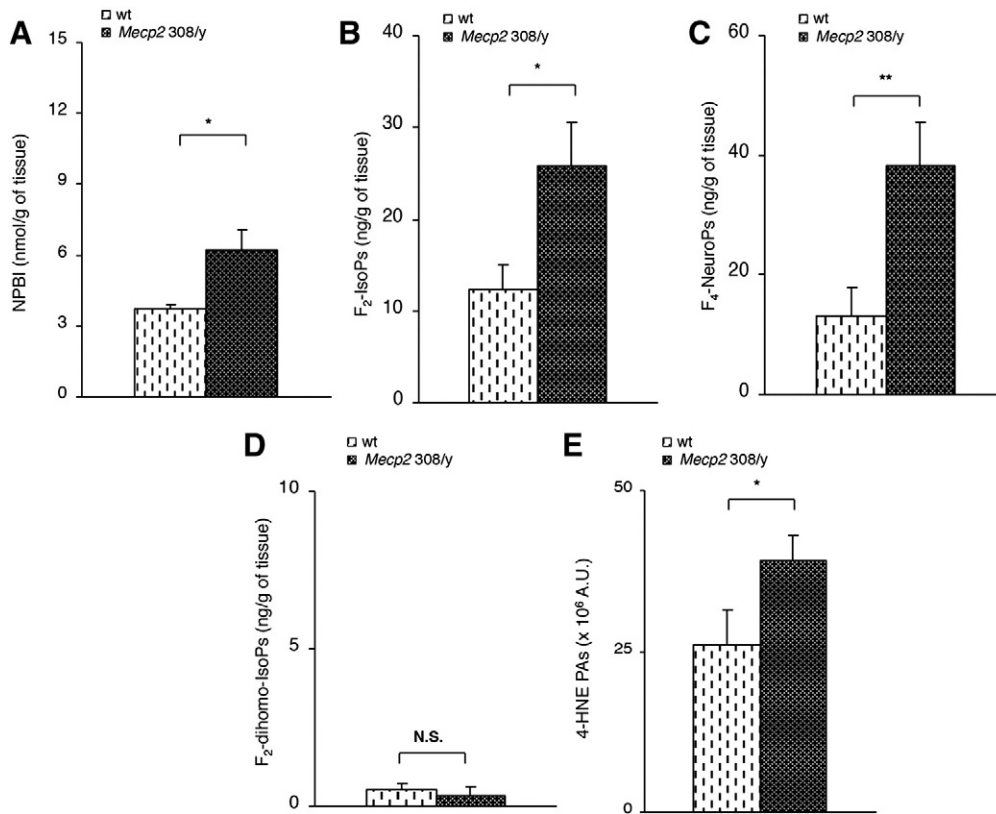 A
wt
Mecp2 308/y
15
12
9
6
3
0
NPBI (nmol/g of tissue)
*
B
wt
Mecp2 308/y
40
30
20
10
0
F₂-IsoPs (ng/g of tissue)
*
C
wt
Mecp2 308/y
60
40
20
0
F₄-NeuroPs (ng/g of tissue)
**
D
wt
Mecp2 308/y
10
5
0
F₂-dihomo-IsoPs (ng/g of tissue)
N.S.
E
wt
Mecp2 308/y
50
25
0
4-HNE PAs (x 10⁶ A.U.)
*